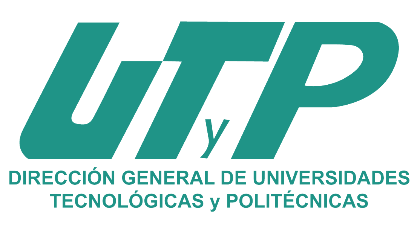 UTyP
DIRECCIÓN GENERAL DE UNIVERSIDADES
TECNOLÓGICAS y POLITÉCNICAS